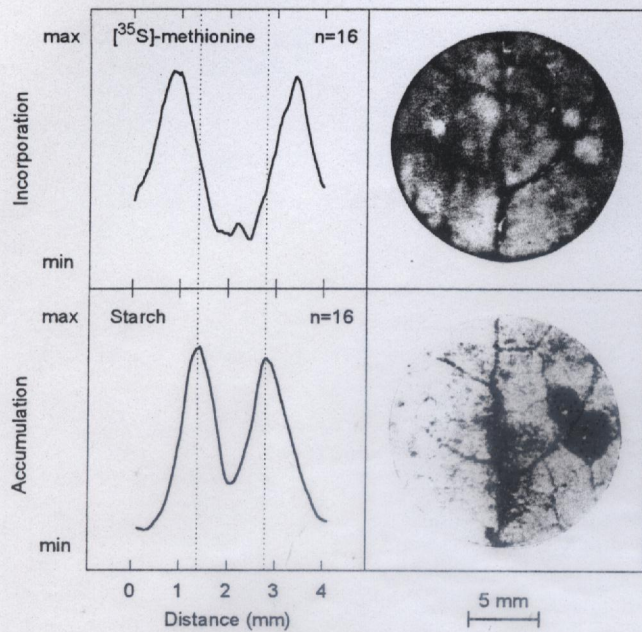 max
[³⁵S]-methionine n=16
Incorporation
min
max
Starch n=16
Accumulation
min
0 1 2 3 4
Distance (mm)
5 mm